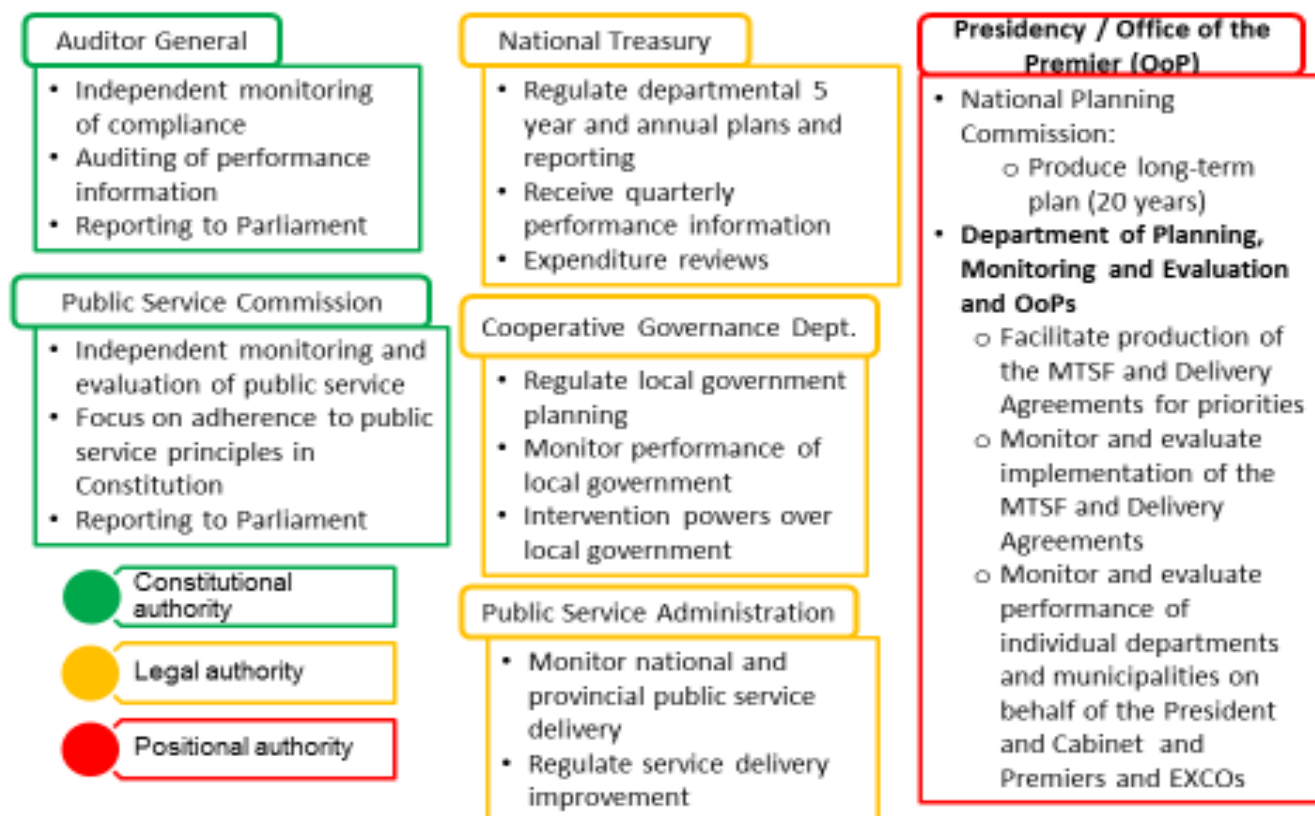 Auditor General
• Independent monitoring
of compliance
• Auditing of performance
information
• Reporting to Parliament
Public Service Commission
• Independent monitoring and
evaluation of public service
• Focus on adherence to public
service principles in
Constitution
• Reporting to Parliament
Constitutional
authority
Legal authority
Positional authority
National Treasury
• Regulate departmental 5
year and annual plans and
reporting
• Receive quarterly
performance information
• Expenditure reviews
Cooperative Governance Dept.
• Regulate local government
planning
• Monitor performance of
local government
• Intervention powers over
local government
Public Service Administration
• Monitor national and
provincial public service
delivery
• Regulate service delivery
improvement
Presidency / Office of the
Premier (OoP)
• National Planning
Commission:
o Produce long-term
plan (20 years)
• Department of Planning,
Monitoring and Evaluation
and OoPs
o Facilitate production of
the MTSF and Delivery
Agreements for priorities
o Monitor and evaluate
implementation of the
MTSF and Delivery
Agreements
o Monitor and evaluate
performance of
individual departments
and municipalities on
behalf of the President
and Cabinet and
Premiers and EXCOs